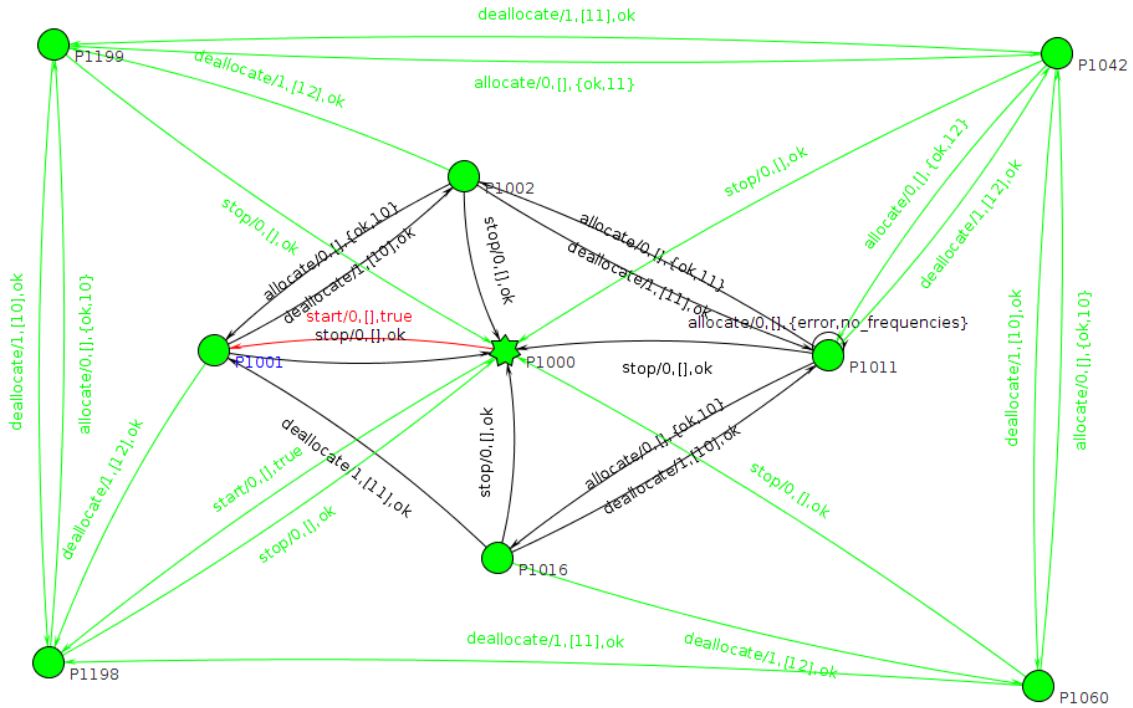 deallocate/1,[11],ok
P1199
deallocate/1,[12],ok
P1042
allocate/0,[],{ok,11}
allocate/0,[],{ok,12}
stop/0,[],ok
P1002
deallocate/1,[12],ok
stop/0,[],ok
allocate/0,[],{ok,10}
deallocate/1,[10],ok
stop/0,[],ok
allocate/0,[],{ok,11}
deallocate/1,[11],ok
start/0,[],true
stop/0,[],ok
allocate/0,[],{error,no_frequencies}
P1001
P1000
stop/0,[],ok
P1011
deallocate/1,[10],ok
allocate/0,[],{ok,10}
deallocate/1,[12],ok
start/0,[],true
stop/0,[],ok
deallocate/1,[11],ok
stop/0,[],ok
allocate/0,[],{ok,10}
deallocate/1,[10],ok
stop/0,[],ok
deallocate/1,[10],ok
allocate/0,[],{ok,10}
P1016
deallocate/1,[11],ok
deallocate/1,[12],ok
P1198
P1060